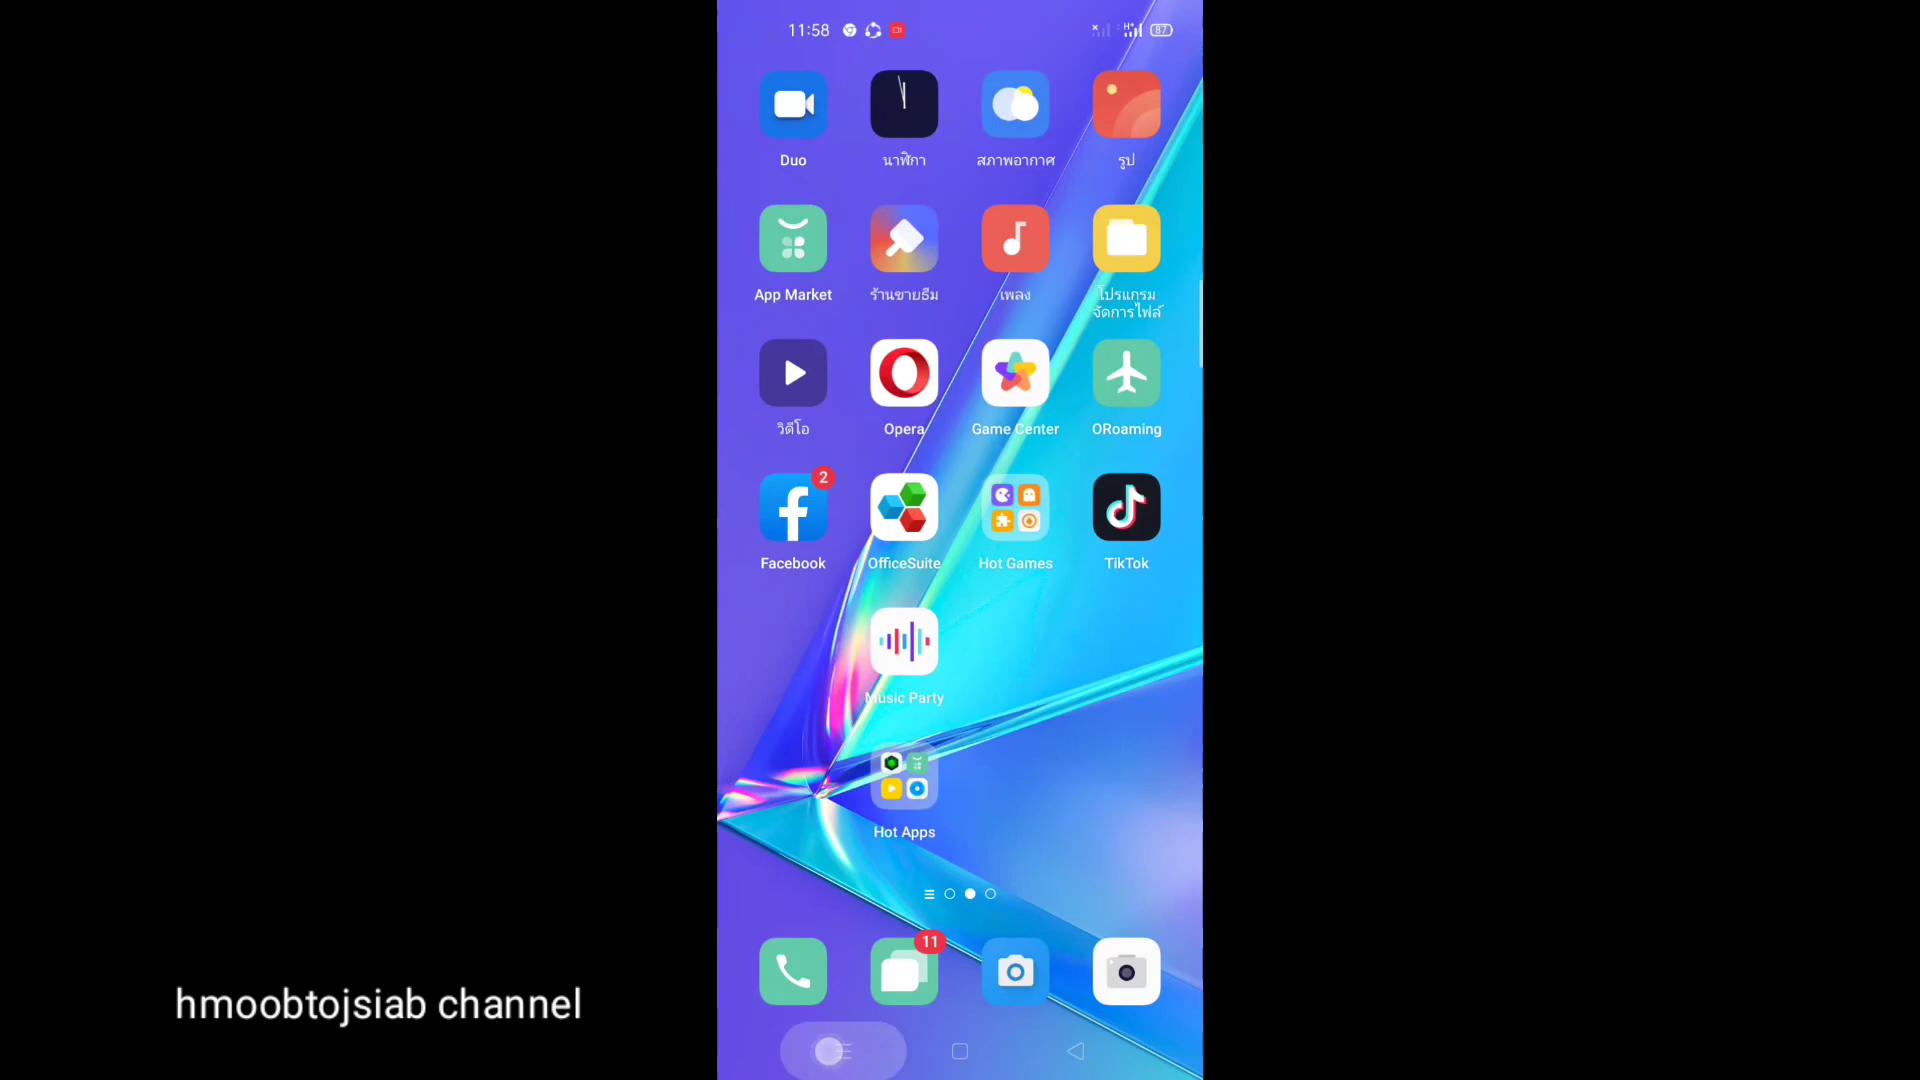 11:58
H+
87
Duo
นาฬิกา
สภาพอากาศ
รูป
App Market
ร้านขายธีม
เพลง
โปรแกรม
จัดการไฟล์
วิดีโอ
Opera
Game Center
ORoaming
2
Facebook
OfficeSuite
Hot Games
TikTok
Music Party
Hot Apps
11
hmoobtojsiab channel